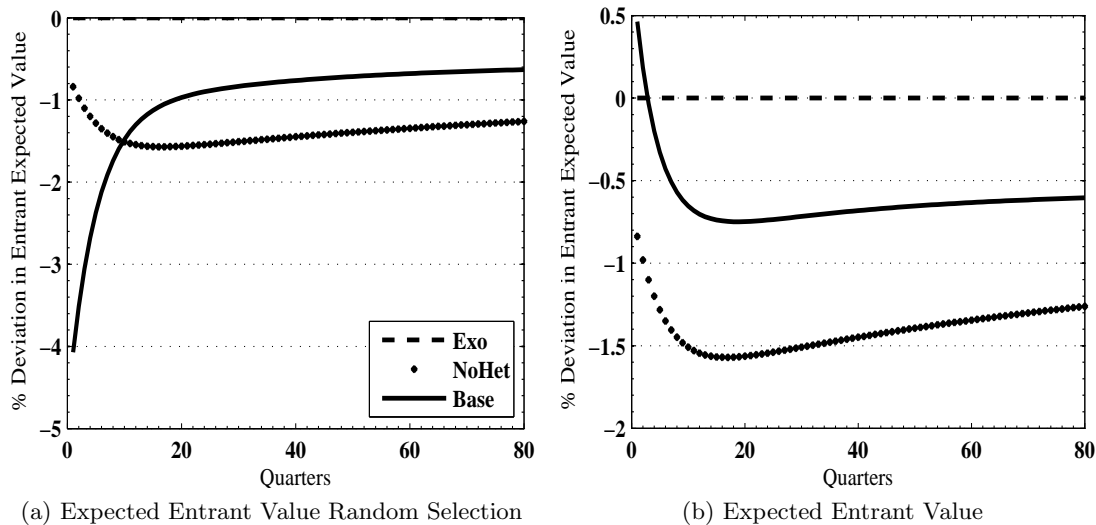 % Deviation in Entrant Expected Value
0
−1
−2
−3
−4
−5
Exo
NoHet
Base
0 20 40 60 80
Quarters
(a) Expected Entrant Value Random Selection
% Deviation in Entrant Expected Value
0.5
0
−0.5
−1
−1.5
−2
0 20 40 60 80
Quarters
(b) Expected Entrant Value